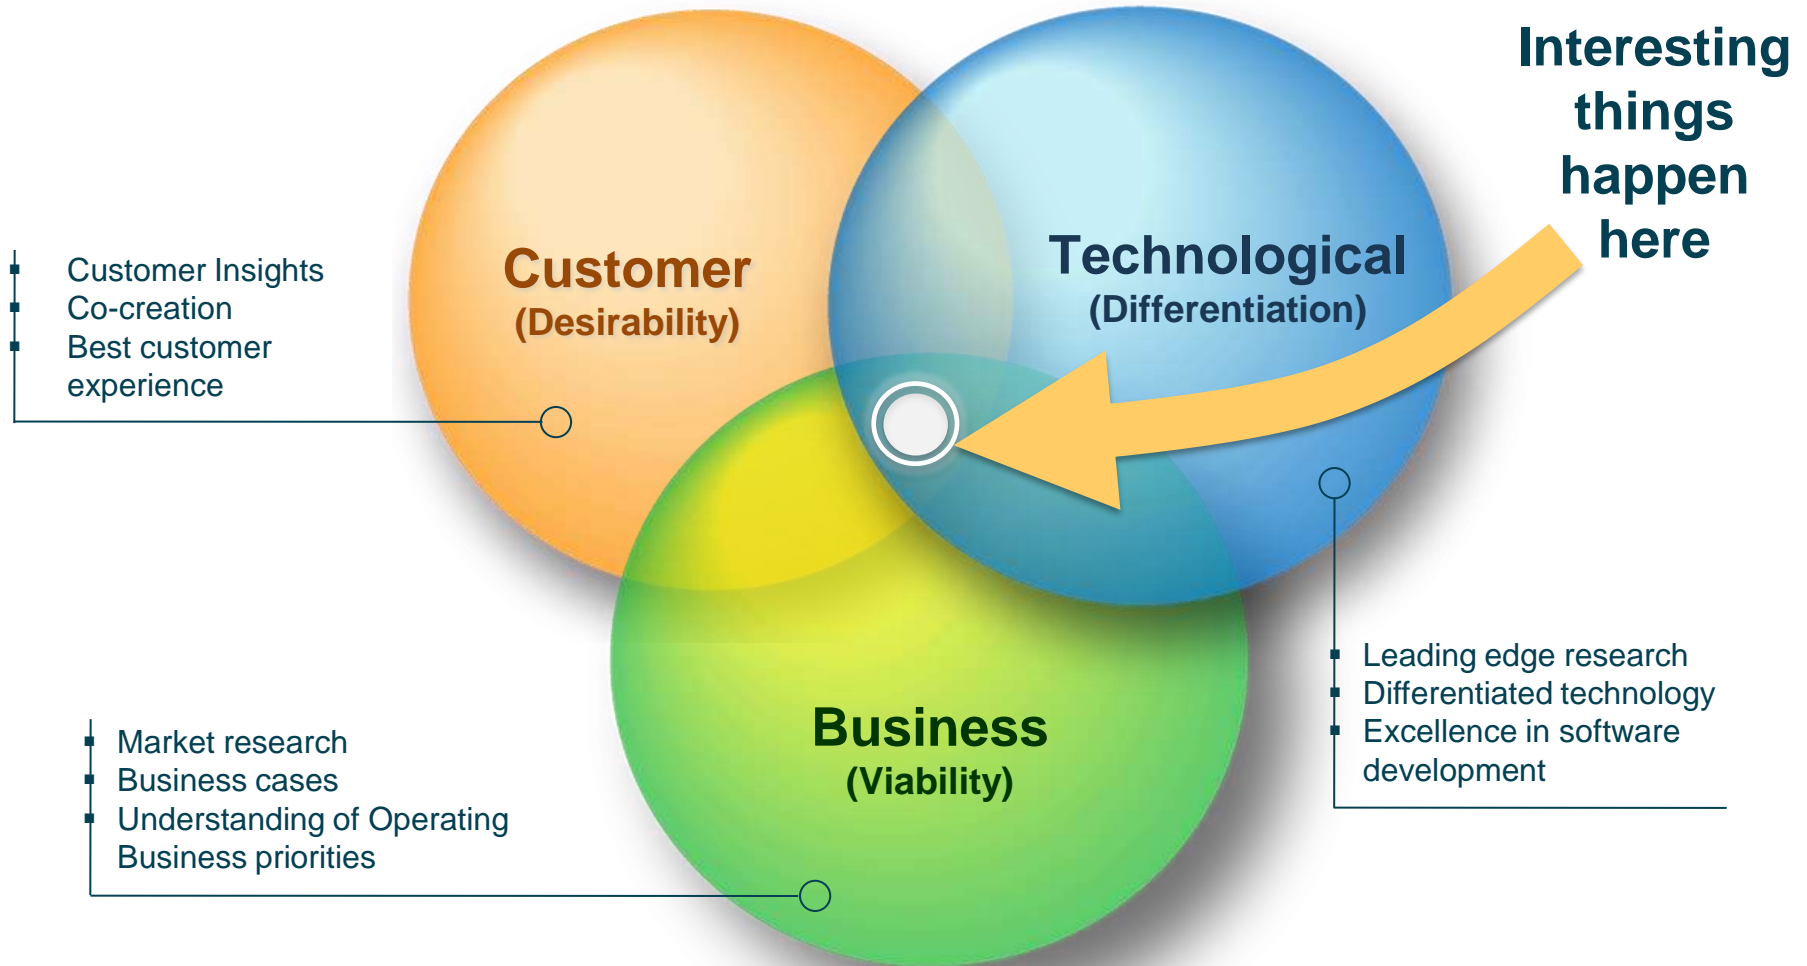 Interesting
things
happen
here
Customer
(Desirability)
Technological
(Differentiation)
▪ Customer Insights
▪ Co-creation
▪ Best customer
experience
Business
(Viability)
▪ Leading edge research
▪ Differentiated technology
▪ Excellence in software
development
▪ Market research
▪ Business cases
▪ Understanding of Operating
Business priorities